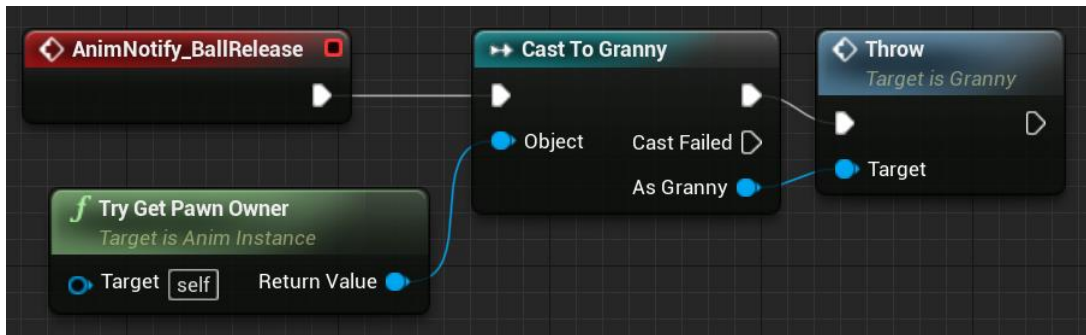 AnimNotify_BallRelease
Cast To Granny
Object
Cast Failed
As Granny
Throw
Target is Granny
Target
f Try Get Pawn Owner
Target is Anim Instance
Target self Return Value